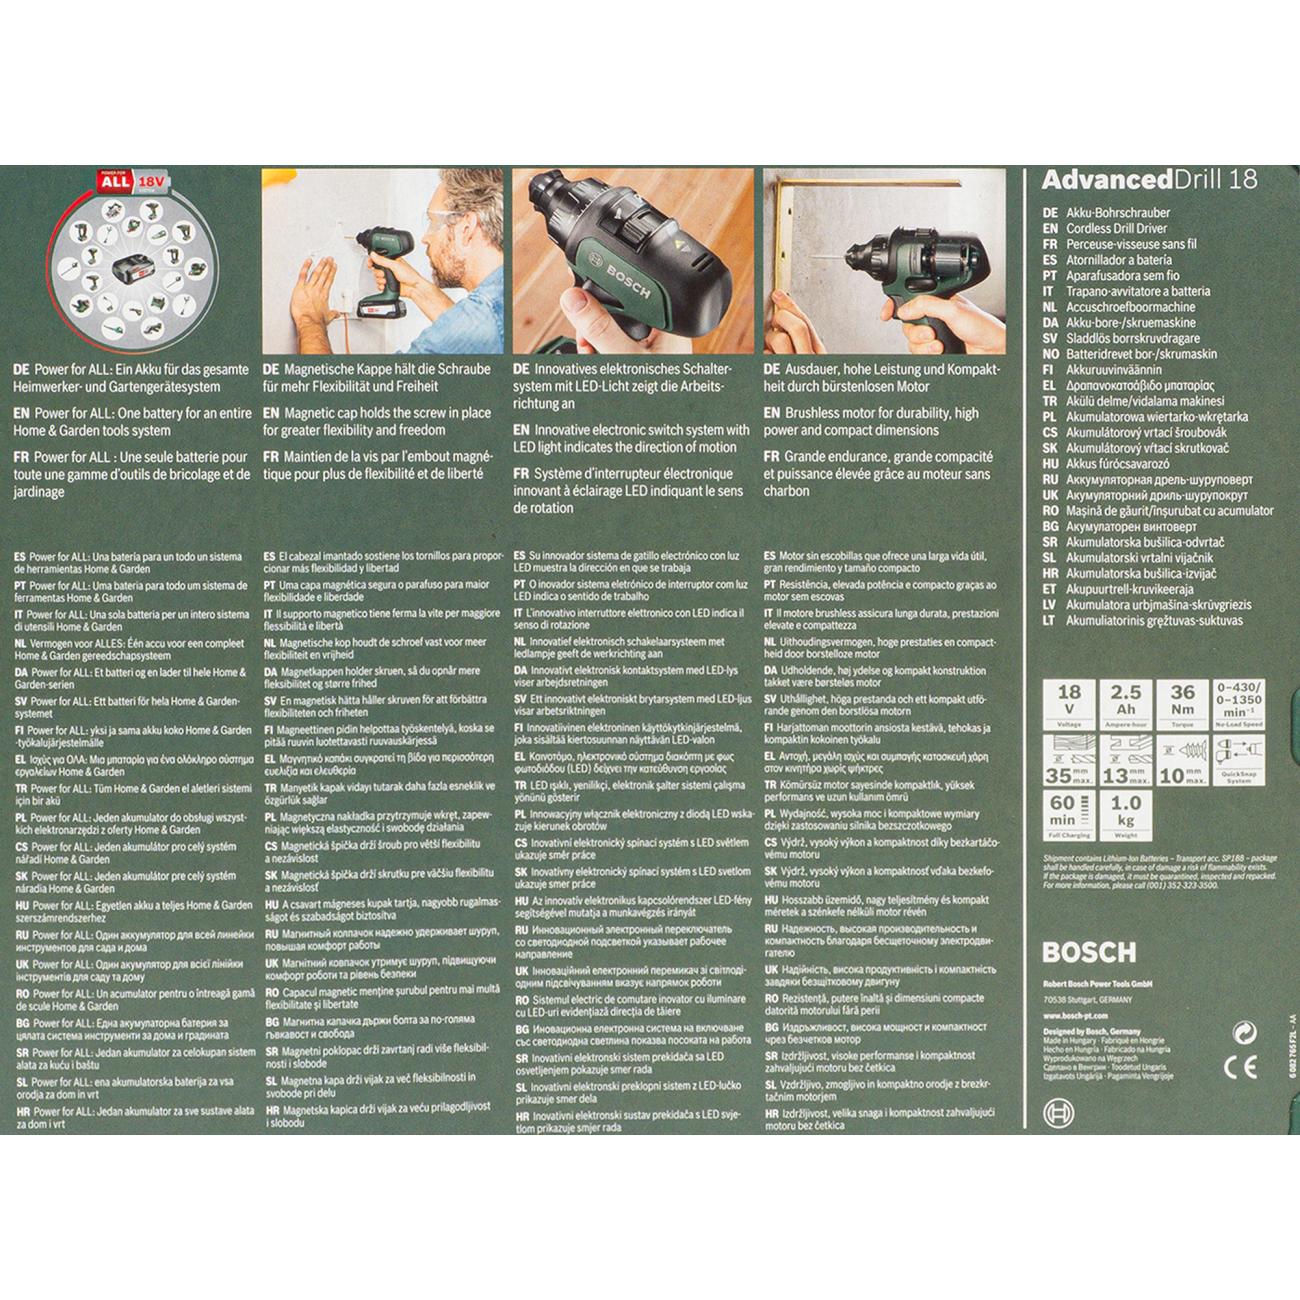 POWER FOR
ALL 18V
SYSTEM
BOSCH
BOSCH
DE Power for ALL: Ein Akku für das gesamte
Heimwerker- und Gartengerätesystem
EN Power for ALL: One battery for an entire
Home & Garden tools system
FR Power for ALL : Une seule batterie pour
toute une gamme d'outils de bricolage et de
jardinage
ES Power for ALL: Una batería para un todo un sistema
de herramientas Home & Garden
PT Power for ALL: Uma bateria para todo um sistema de
ferramentas Home & Garden
IT Power for ALL: Una sola batteria per un intero sistema
di utensili Home & Garden
NL Vermogen voor ALLES: Één accu voor een compleet
Home & Garden gereedschapsysteem
DA Power for ALL: Et batteri og en lader til hele Home &
Garden-serien
SV Power for ALL: Ett batteri för hela Home & Garden-
systemet
FI Power for ALL: yksi ja sama akku koko Home & Garden
-työkalujärjestelmälle
EL Ισχύς για ΟΛΑ: Μια μπαταρία για ένα ολόκληρο σύστημα
εργαλείων Home & Garden
TR Power for ALL: Tüm Home & Garden el aletleri sistemi
için bir akü
PL Power for ALL: Jeden akumulator do obsługi wszyst-
kich elektronarzędzi z oferty Home & Garden
CS Power for ALL: Jeden akumulátor pro celý systém
nářadí Home & Garden
SK Power for ALL: Jeden akumulátor pre celý systém
náradia Home & Garden
HU Power for ALL: Egyetlen akku a teljes Home & Garden
szerszámrendszerhez
RU Power for ALL: Один аккумулятор для всей линейки
инструментов для сада и дома
UK Power for ALL: Один акумулятор для всієї лінійки
інструментів для саду та дому
RO Power for ALL: Un acumulator pentru o întreagă gamă
de scule Home & Garden
BG Power for ALL: Една акумулаторна батерия за
цялата система инструменти за дома и градината
SR Power for ALL: Jedan akumulator za celokupan sistem
alata za kuću i baštu
SL Power for ALL: ena akumulatorska baterija za vsa
orodja za dom in vrt
HR Power for ALL: Jedan akumulator za sve sustave alata
za dom i vrt
DE Magnetische Kappe hält die Schraube
für mehr Flexibilität und Freiheit
EN Magnetic cap holds the screw in place
for greater flexibility and freedom
FR Maintien de la vis par l'embout magné-
tique pour plus de flexibilité et de liberté
ES El cabezal imantado sostiene los tornillos para propor-
cionar más flexibilidad y libertad
PT Uma capa magnética segura o parafuso para maior
flexibilidade e liberdade
IT Il supporto magnetico tiene ferma la vite per maggiore
flessibilità e libertà
NL Magnetische kop houdt de schroef vast voor meer
flexibiliteit en vrijheid
DA Magnetkappen holder skruen, så du opnår mere
fleksibilitet og større frihed
SV En magnetisk hätta håller skruven för att förbättra
flexibiliteten och friheten
FI Magneettinen pidin helpottaa työskentelyä, koska se
pitää ruuvin luotettavasti ruuvauskärjessä
EL Μαγνητικό καπάκι συγκρατεί τη βίδα για περισσότερη
ευελιξία και ελευθερία
TR Manyetik kapak vidayı tutarak daha fazla esneklik ve
özgürlük sağlar
PL Magnetyczna nakładka przytrzymuje wkręt, zapew-
niając większą elastyczność i swobodę działania
CS Magnetická špička drží šroub pro větší flexibilitu
a nezávislost
SK Magnetická špička drží skrutku pre väčšiu flexibilitu
a nezávislosť
HU A csavart mágneses kupak tartja, nagyobb rugalmas-
ságot és szabadságot biztosítva
RU Магнитный колпачок надежно удерживает шуруп,
повышая комфорт работы
UK Магнітний ковпачок утримує шуруп, підвищуючи
комфорт роботи та рівень безпеки
RO Capacul magnetic menține șurubul pentru mai multă
flexibilitate și libertate
BG Магнитна капачка държи болта за по-голяма
гъвкавост и свобода
SR Magnetni poklopac drži zavrtanj radi više fleksibil-
nosti i slobode
SL Magnetna kapa drži vijak za več fleksibilnosti in
svobode pri delu
HR Magnetska kapica drži vijak za veću prilagodljivost
i slobodu
DE Innovatives elektronisches Schalter-
system mit LED-Licht zeigt die Arbeits-
richtung an
EN Innovative electronic switch system with
LED light indicates the direction of motion
FR Système d'interrupteur électronique
innovant à éclairage LED indiquant le sens
de rotation
ES Su innovador sistema de gatillo electrónico con luz
LED muestra la dirección en que se trabaja
PT O inovador sistema eletrónico de interruptor com luz
LED indica o sentido de trabalho
IT L'innovativo interruttore elettronico con LED indica il
senso di rotazione
NL Innovatief elektronisch schakelaarsysteem met
ledlampje geeft de werkrichting aan
DA Innovativt elektronisk kontaktsystem med LED-lys
viser arbejdsretningen
SV Ett innovativt elektroniskt brytarsystem med LED-ljus
visar arbetsriktningen
FI Innovatiivinen elektroninen käyttökytkinjärjestelmä,
joka sisältää kiertosuunnan näyttävän LED-valon
EL Καινοτόμο, ηλεκτρονικό σύστημα διακόπτη με φως
φωτοδιόδου (LED) δείχνει την κατεύθυνση εργασίας
TR LED ışıklı, yenilikçi, elektronik şalter sistemi çalışma
yönünü gösterir
PL Innowacyjny włącznik elektroniczny z diodą LED wska-
zuje kierunek obrotów
CS Inovativní elektronický spínací systém s LED světlem
ukazuje směr práce
SK Inovatívny elektronický spínací systém s LED svetlom
ukazuje smer práce
HU Az innovatív elektronikus kapcsolórendszer LED-fény
segítségével mutatja a munkavégzés irányát
RU Инновационный электронный переключатель
со светодиодной подсветкой указывает рабочее
направление
UK Інноваційний електронний перемикач зі світлоді-
одним підсвічуванням вказує напрямок роботи
RO Sistemul electric de comutare inovator cu iluminare
cu LED-uri evidențiază direcția de tăiere
BG Иновационна електронна система на включване
със светодиодна светлина показва посоката на работа
SR Inovativni elektronski sistem prekidača sa LED
osvetljenjem pokazuje smer rada
SL Inovativni elektronski preklopni sistem z LED-lučko
prikazuje smer dela
HR Inovativni elektronski sustav prekidača s LED svje-
tlom prikazuje smjer rada
DE Ausdauer, hohe Leistung und Kompakt-
heit durch bürstenlosen Motor
EN Brushless motor for durability, high
power and compact dimensions
FR Grande endurance, grande compacité
et puissance élevée grâce au moteur sans
charbon
ES Motor sin escobillas que ofrece una larga vida útil,
gran rendimiento y tamaño compacto
PT Resistência, elevada potência e compacto graças ao
motor sem escovas
IT Il motore brushless assicura lunga durata, prestazioni
elevate e compattezza
NL Uithoudingsvermogen, hoge prestaties en compact-
heid door borstelloze motor
DA Udholdende, høj ydelse og kompakt konstruktion
takket være børsteløs motor
SV Uthållighet, höga prestanda och ett kompakt utfö-
rande genom den borstlösa motorn
FI Harjattoman moottorin ansiosta kestävä, tehokas ja
kompaktin kokoinen työkalu
EL Αντοχή, μεγάλη ισχύς και συμπαγής κατασκευή χάρη
στον κινητήρα χωρίς ψήκτρες
TR Kömürsüz motor sayesinde kompaktlık, yüksek
performans ve uzun kullanım ömrü
PL Wydajność, wysoka moc i kompaktowe wymiary
dzięki zastosowaniu silnika bezszczotkowego
CS Výdrž, vysoký výkon a kompaktnost díky bezkartáčo-
vému motoru
SK Výdrž, vysoký výkon a kompaktnosť vďaka bezkefo-
vému motoru
HU Hosszabb üzemidő, nagy teljesítmény és kompakt
méretek a szénkefe nélküli motor révén
RU Надежность, высокая производительность и
компактность благодаря бесщеточному электродви-
гателю
UK Надійність, висока продуктивність і компактність
завдяки безщітковому двигуну
RO Rezistență, putere înaltă și dimensiuni compacte
datorită motorului fără perii
BG Издръжливост, висока мощност и компактност
чрез безчетков мотор
SR Izdržljivost, visoke performanse i kompaktnost
zahvaljujući motoru bez četkica
SL Vzdržljivo, zmogljivo in kompaktno orodje z brezkr-
tačnim motorjem
HR Izdržljivost, velika snaga i kompaktnost zahvaljujući
motoru bez četkica
AdvancedDrill 18
DE Akku-Bohrschrauber
EN Cordless Drill Driver
FR Perceuse-visseuse sans fil
ES Atornillador a batería
PT Aparafusadora sem fio
IT Trapano-avvitatore a batteria
NL Accuschroefboormachine
DA Akku-bore-/skruemaskine
SV Sladdlös borrskruvdragare
NO Batteridrevet bor-/skrumaskin
FI Akkuruuvinväännin
EL Δραπανοκατσάβιδο μπαταρίας
TR Akülü delme/vidalama makinesi
PL Akumulatorowa wiertarko-wkrętarka
CS Akumulátorový vrtací šroubovák
SK Akumulátorový vŕtací skrutkovač
HU Akkus fúrócsavarozó
RU Аккумуляторная дрель-шуруповерт
UK Акумуляторний дриль-шурупокрут
RO Mașină de găurit/înșurubat cu acumulator
BG Акумулаторен винтоверт
SR Akumulatorska bušilica-odvrtač
SL Akumulatorski vrtalni vijačnik
HR Akumulatorska bušilica-izvijač
ET Akupuurtrell-kruvikeeraja
LV Akumulatora urbjmašina-skrūvgriezis
LT Akumuliatorinis gręžtuvas-suktuvas
18 V Voltage
2.5 Ah Ampere-hour
36 Nm Torque
0–430/ 0–1350 min⁻¹ No-Load Speed
35 mm max.
13 mm max.
10 mm max.
QuickSnap System
60 min Full Charging
1.0 kg Weight
Shipment contains Lithium-Ion Batteries – Transport acc. SP188 – package
shall be handled carefully, in case of damage a risk of flammability exists.
If the package is damaged, it must be quarantined, inspected and repacked.
For more information, please call (001) 352-323-3500.
BOSCH
Robert Bosch Power Tools GmbH
70538 Stuttgart, GERMANY
www.bosch-pt.com
Designed by Bosch, Germany
Made in Hungary · Fabriqué en Hongrie
Hecho en Hungría · Fabricado na Hungria
Wyprodukowano na Węgrzech
Сделано в Венгрии · Toodetud Ungaris
Izgatavots Ungārijā · Pagaminta Vengrijoje
CE
6 082 765 F2L – AA